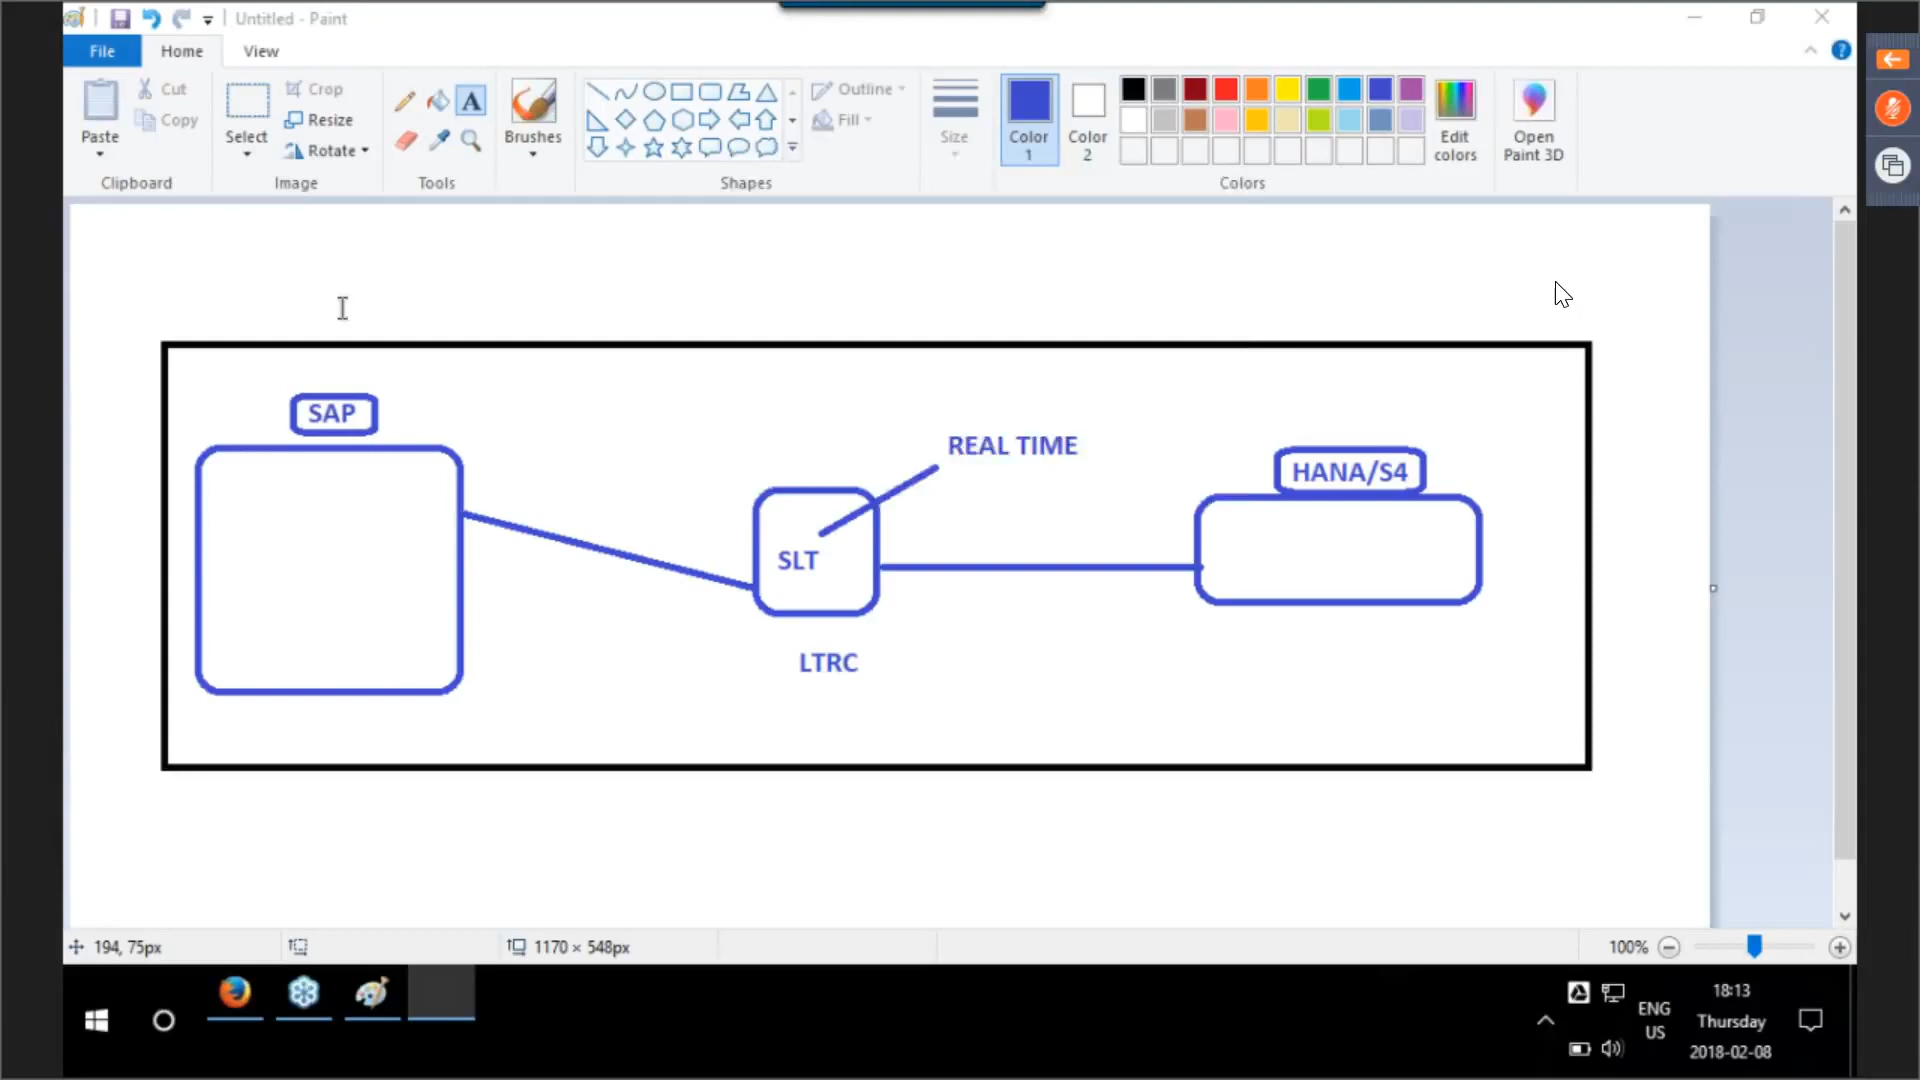 Untitled - Paint
File Home View
Paste
Cut
Copy
Clipboard
Select
Crop
Resize
Rotate
Image
A
Tools
Brushes
Shapes
Outline
Fill
Size
Color 1
Color 2
Edit colors
Colors
Open Paint 3D
SAP
REAL TIME
HANA/S4
SLT
LTRC
194, 75px
1170 × 548px
100%
ENG
US
18:13
Thursday
2018-02-08